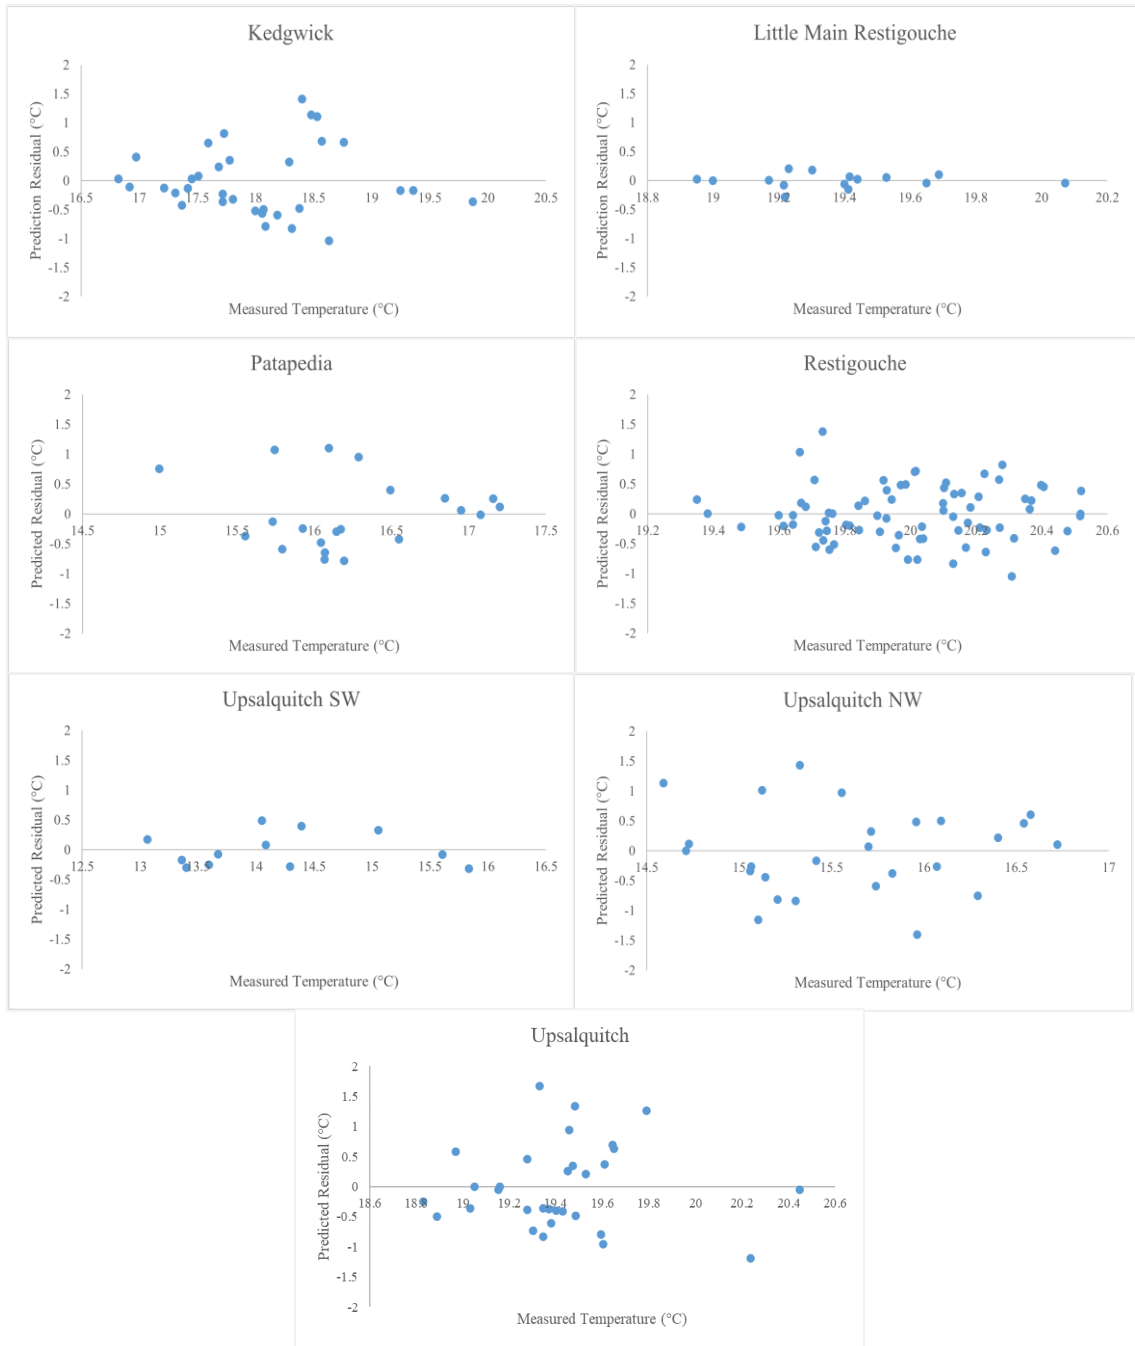 Kedgwick
2
1.5
1
0.5
0
-0.5
-1
-1.5
-2
16.5 17 17.5 18 18.5 19 19.5 20 20.5
Prediction Residual (°C)
Measured Temperature (°C)
Little Main Restigouche
2
1.5
1
0.5
0
-0.5
-1
-1.5
-2
18.8 19 19.2 19.4 19.6 19.8 20 20.2
Prediction Residual (°C)
Measured Temperature (°C)
Patapedia
2
1.5
1
0.5
0
-0.5
-1
-1.5
-2
14.5 15 15.5 16 16.5 17 17.5
Predicted Residual (°C)
Measured Temperature (°C)
Restigouche
2
1.5
1
0.5
0
-0.5
-1
-1.5
-2
19.2 19.4 19.6 19.8 20 20.2 20.4 20.6
Predicted Residual (°C)
Measured Temperature (°C)
Upsalquitch SW
2
1.5
1
0.5
0
-0.5
-1
-1.5
-2
12.5 13 13.5 14 14.5 15 15.5 16 16.5
Predicted Residual (°C)
Measured Temperature (°C)
Upsalquitch NW
2
1.5
1
0.5
0
-0.5
-1
-1.5
-2
14.5 15 15.5 16 16.5 17
Predicted Residual (°C)
Measured Temperature (°C)
Upsalquitch
2
1.5
1
0.5
0
-0.5
-1
-1.5
-2
18.6 18.8 19 19.2 19.4 19.6 19.8 20 20.2 20.4 20.6
Predicted Residual (°C)
Measured Temperature (°C)